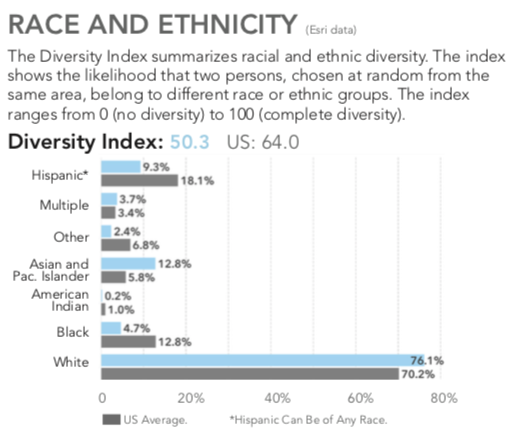 RACE AND ETHNICITY (Esri data)
The Diversity Index summarizes racial and ethnic diversity. The index
shows the likelihood that two persons, chosen at random from the
same area, belong to different race or ethnic groups. The index
ranges from 0 (no diversity) to 100 (complete diversity).
Diversity Index: 50.3 US: 64.0
Hispanic*
9.3%
18.1%
Multiple
3.7%
3.4%
Other
2.4%
6.8%
Asian and
Pac. Islander
12.8%
5.8%
American
Indian
0.2%
1.0%
Black
4.7%
12.8%
White
76.1%
70.2%
0 20% 40% 60% 80%
US Average. *Hispanic Can Be of Any Race.